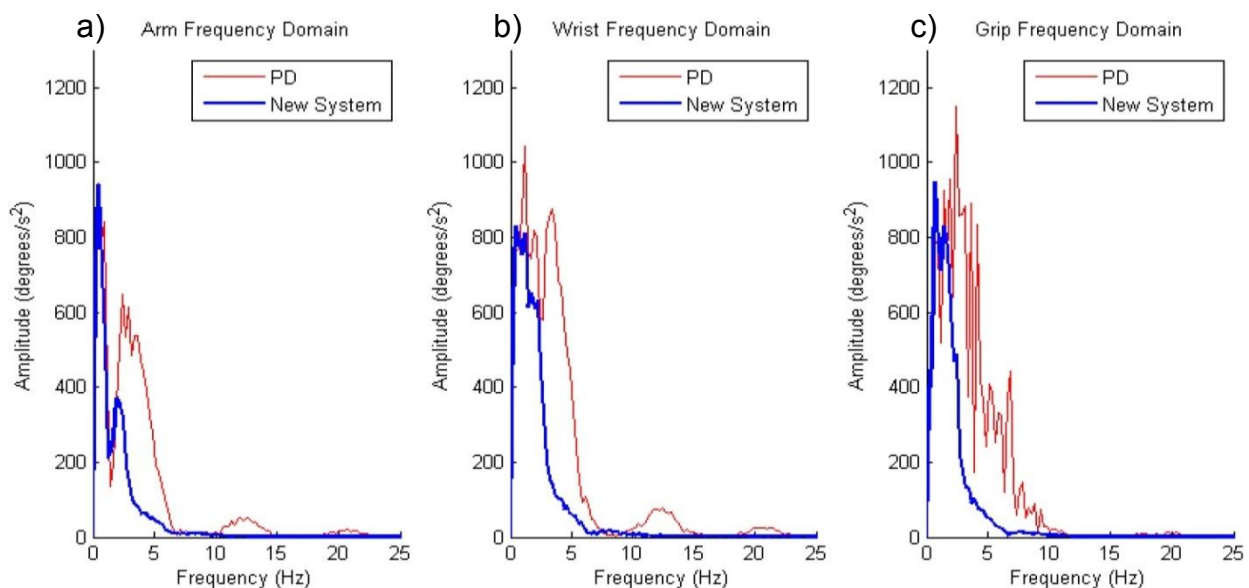 a)
Arm Frequency Domain
PD
New System
1200
1000
800
600
400
200
0
Amplitude (degrees/s²)
0 5 10 15 20 25
Frequency (Hz)
b)
Wrist Frequency Domain
PD
New System
1200
1000
800
600
400
200
0
Amplitude (degrees/s²)
0 5 10 15 20 25
Frequency (Hz)
c)
Grip Frequency Domain
PD
New System
1200
1000
800
600
400
200
0
Amplitude (degrees/s²)
0 5 10 15 20 25
Frequency (Hz)